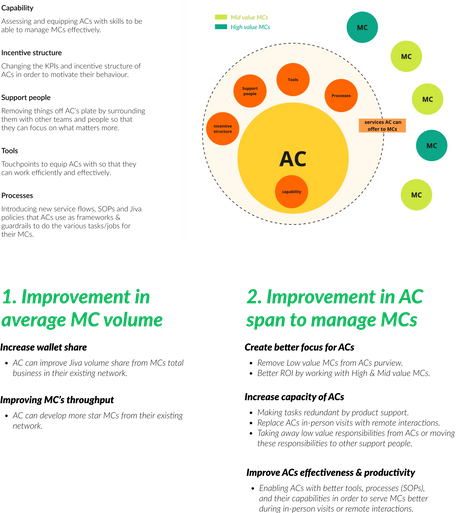 Capability
Assessing and equipping ACs with skills to be
able to manage MCs effectively.
Incentive structure
Changing the KPIs and incentive structure of
ACs in order to motivate their behaviour.
Support people
Removing things off AC's plate by surrounding
them with other teams and people so that
they can focus on what matters more.
Tools
Touchpoints to equip ACs with so that they
can work efficiently and effectively.
Processes
Introducing new service flows, SOPs and Jiva
policies that ACs use as frameworks &
guardrails to do the various tasks/jobs for
their MCs.
Mid value MCs
High value MCs
MC
MC
MC
MC
MC
Tools
Support
people
Processes
Incentive
structure
services AC can
offer to MCs
AC
capability
1. Improvement in
average MC volume
Increase wallet share
• AC can improve Jiva volume share from MCs total
business in their existing network.
Improving MC's throughput
• AC can develop more star MCs from their existing
network.
2. Improvement in AC
span to manage MCs
Create better focus for ACs
• Remove Low value MCs from ACs purview.
• Better ROI by working with High & Mid value MCs.
Increase capacity of ACs
• Making tasks redundant by product support.
• Replace ACs in-person visits with remote interactions.
• Taking away low value responsibilities from ACs or moving
these responsibilities to other support people.
Improve ACs effectiveness & productivity
• Enabling ACs with better tools, processes (SOPs),
and their capabilities in order to serve MCs better
during in-person visits or remote interactions.